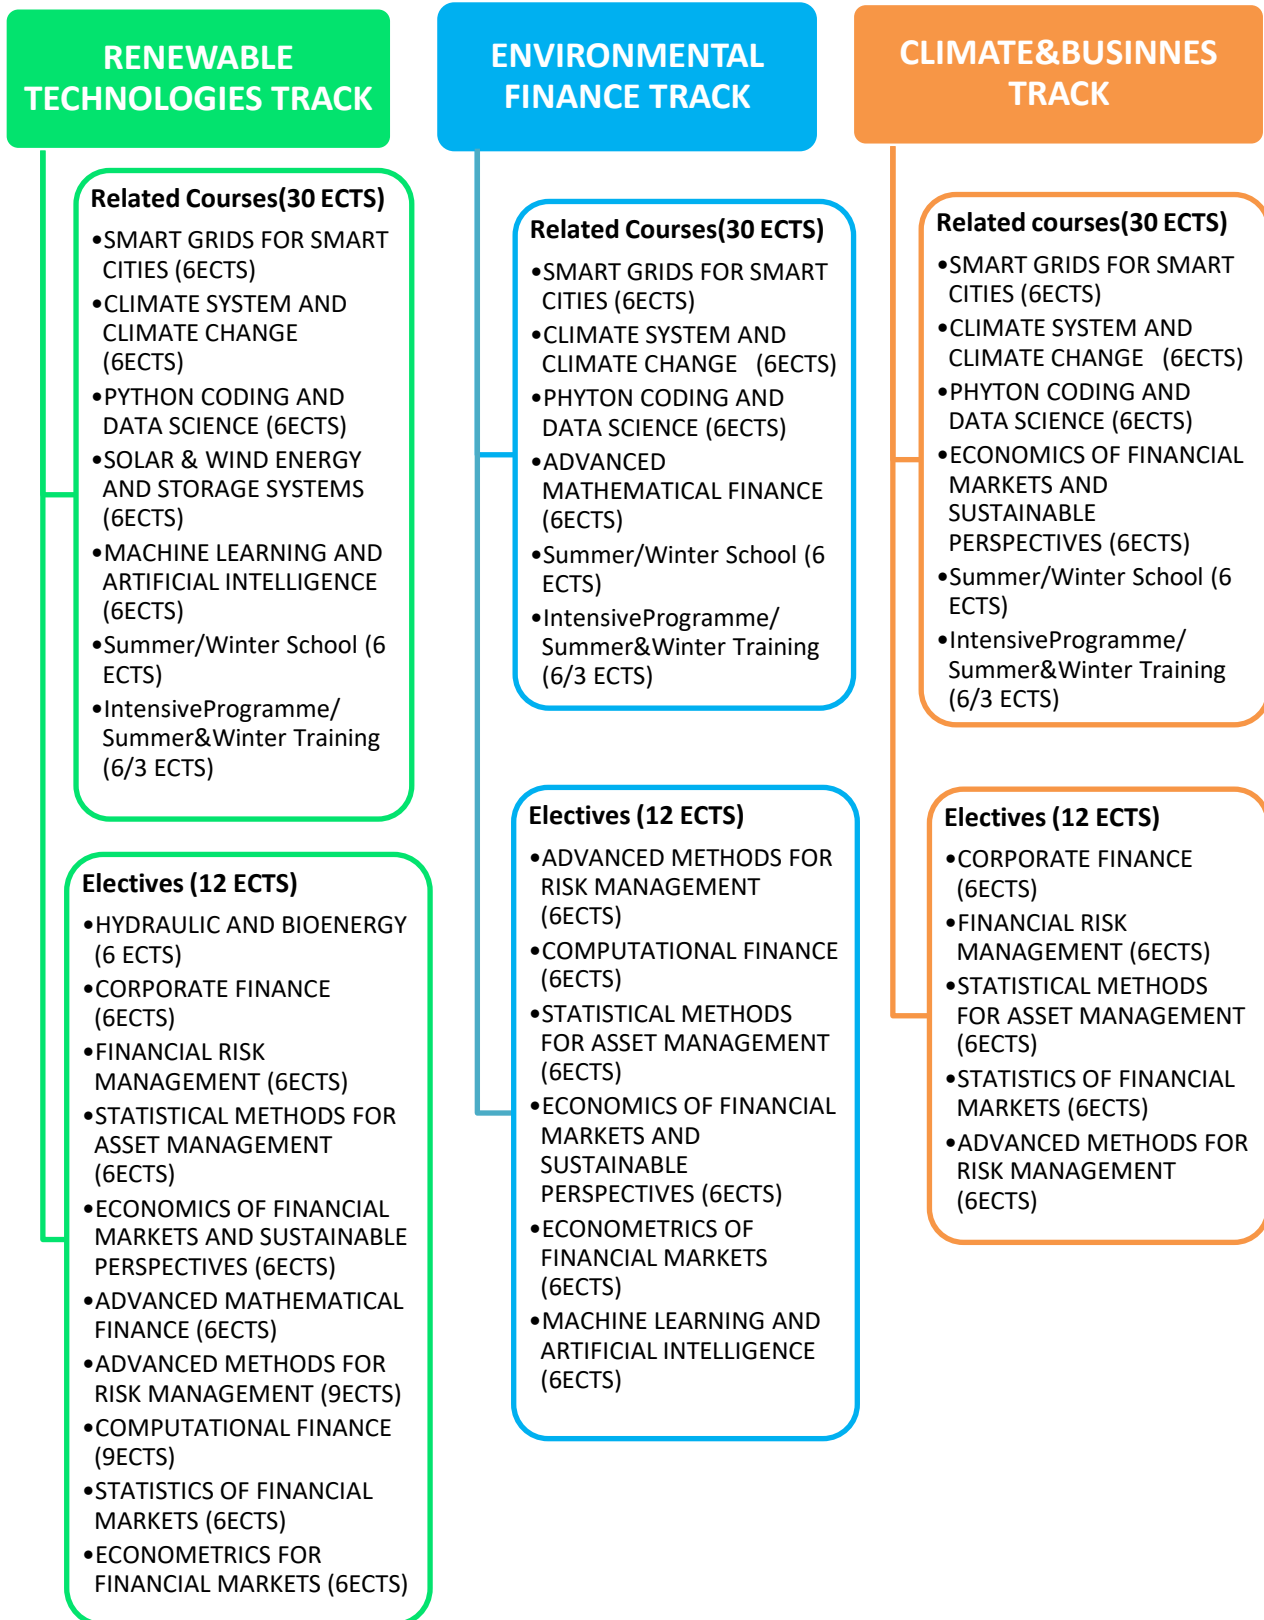 RENEWABLE
TECHNOLOGIES TRACK
Related Courses(30 ECTS)
•SMART GRIDS FOR SMART
CITIES (6ECTS)
•CLIMATE SYSTEM AND
CLIMATE CHANGE
(6ECTS)
•PYTHON CODING AND
DATA SCIENCE (6ECTS)
•SOLAR & WIND ENERGY
AND STORAGE SYSTEMS
(6ECTS)
•MACHINE LEARNING AND
ARTIFICIAL INTELLIGENCE
(6ECTS)
•Summer/Winter School (6
ECTS)
•IntensiveProgramme/
Summer&Winter Training
(6/3 ECTS)
Electives (12 ECTS)
•HYDRAULIC AND BIOENERGY
(6 ECTS)
•CORPORATE FINANCE
(6ECTS)
•FINANCIAL RISK
MANAGEMENT (6ECTS)
•STATISTICAL METHODS FOR
ASSET MANAGEMENT
(6ECTS)
•ECONOMICS OF FINANCIAL
MARKETS AND SUSTAINABLE
PERSPECTIVES (6ECTS)
•ADVANCED MATHEMATICAL
FINANCE (6ECTS)
•ADVANCED METHODS FOR
RISK MANAGEMENT (9ECTS)
•COMPUTATIONAL FINANCE
(9ECTS)
•STATISTICS OF FINANCIAL
MARKETS (6ECTS)
•ECONOMETRICS FOR
FINANCIAL MARKETS (6ECTS)
ENVIRONMENTAL
FINANCE TRACK
Related Courses(30 ECTS)
•SMART GRIDS FOR SMART
CITIES (6ECTS)
•CLIMATE SYSTEM AND
CLIMATE CHANGE (6ECTS)
•PHYTON CODING AND
DATA SCIENCE (6ECTS)
•ADVANCED
MATHEMATICAL FINANCE
(6ECTS)
•Summer/Winter School (6
ECTS)
•IntensiveProgramme/
Summer&Winter Training
(6/3 ECTS)
Electives (12 ECTS)
•ADVANCED METHODS FOR
RISK MANAGEMENT
(6ECTS)
•COMPUTATIONAL FINANCE
(6ECTS)
•STATISTICAL METHODS
FOR ASSET MANAGEMENT
(6ECTS)
•ECONOMICS OF FINANCIAL
MARKETS AND
SUSTAINABLE
PERSPECTIVES (6ECTS)
•ECONOMETRICS OF
FINANCIAL MARKETS
(6ECTS)
•MACHINE LEARNING AND
ARTIFICIAL INTELLIGENCE
(6ECTS)
CLIMATE&BUSINNES
TRACK
Related courses(30 ECTS)
•SMART GRIDS FOR SMART
CITIES (6ECTS)
•CLIMATE SYSTEM AND
CLIMATE CHANGE (6ECTS)
•PHYTON CODING AND
DATA SCIENCE (6ECTS)
•ECONOMICS OF FINANCIAL
MARKETS AND
SUSTAINABLE
PERSPECTIVES (6ECTS)
•Summer/Winter School (6
ECTS)
•IntensiveProgramme/
Summer&Winter Training
(6/3 ECTS)
Electives (12 ECTS)
•CORPORATE FINANCE
(6ECTS)
•FINANCIAL RISK
MANAGEMENT (6ECTS)
•STATISTICAL METHODS
FOR ASSET MANAGEMENT
(6ECTS)
•STATISTICS OF FINANCIAL
MARKETS (6ECTS)
•ADVANCED METHODS FOR
RISK MANAGEMENT
(6ECTS)